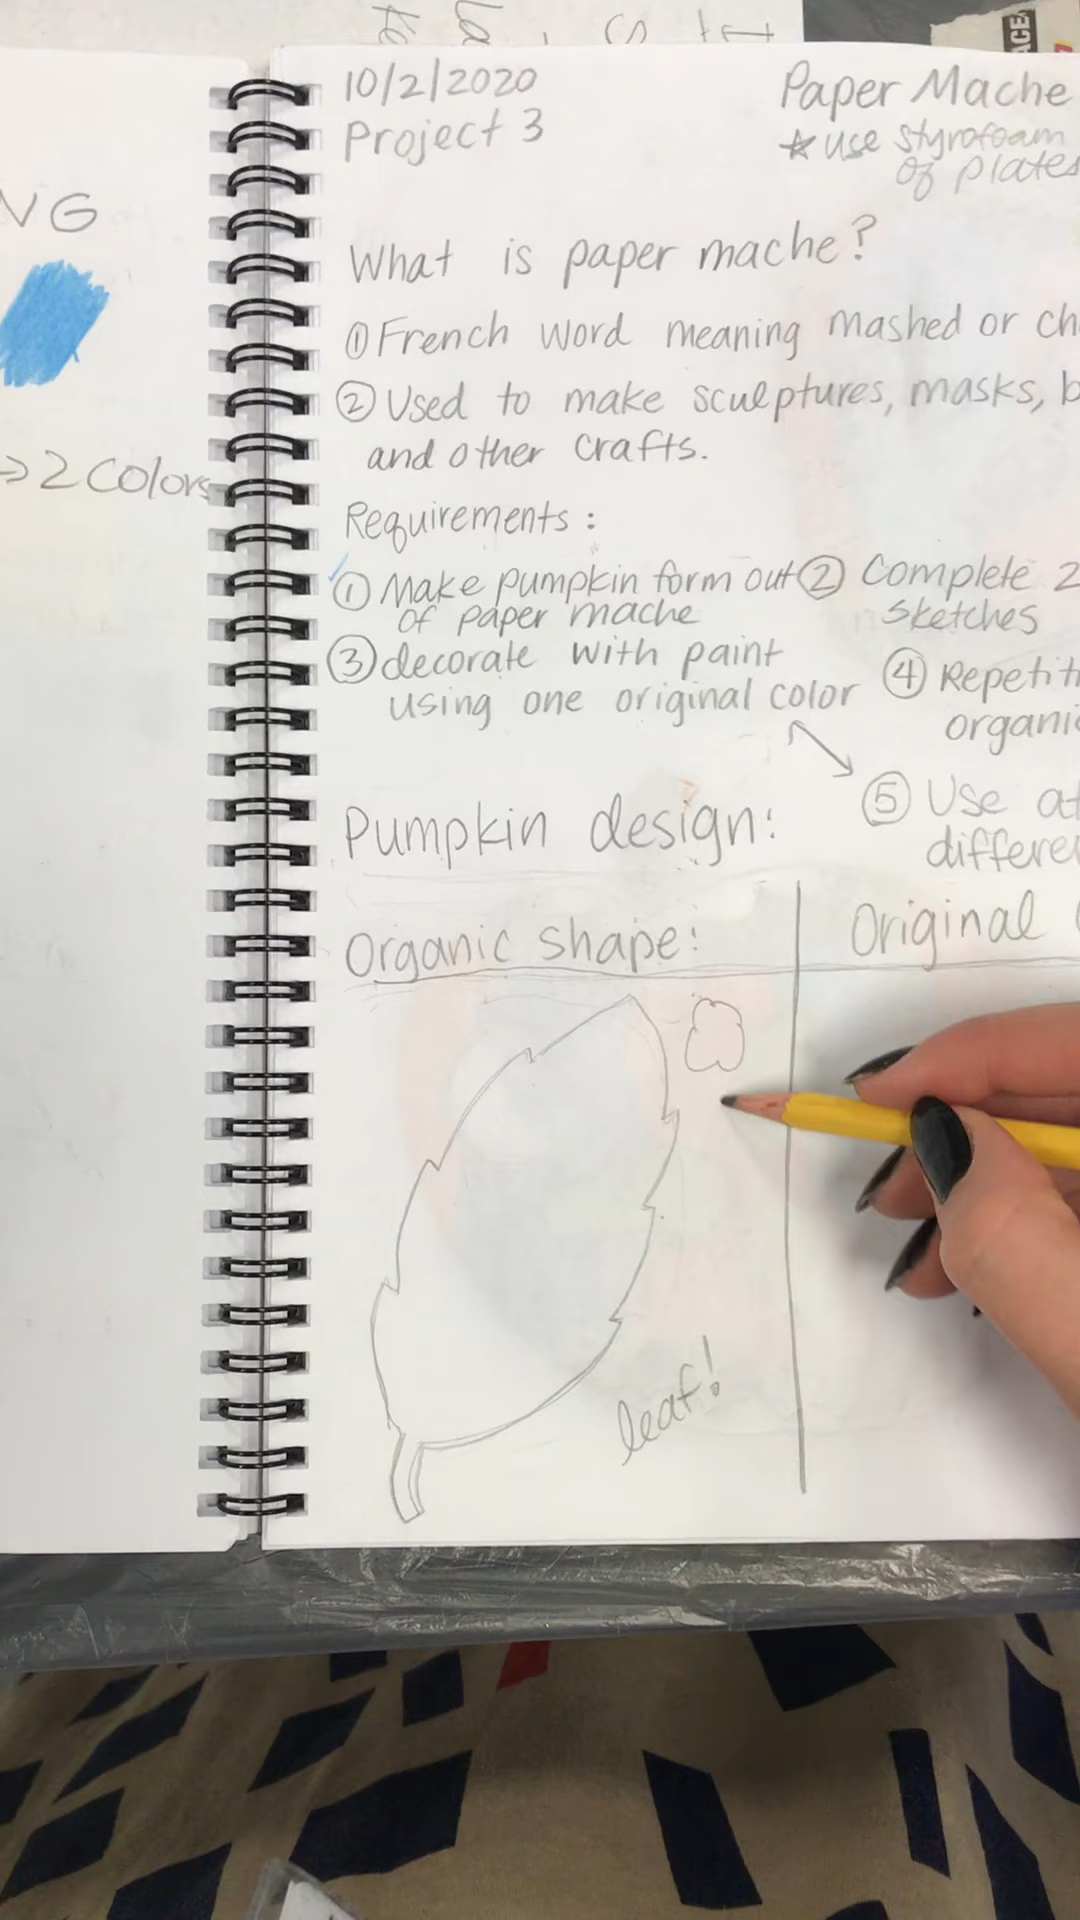 ACE
10/2/2020
Paper Mache
Project 3
☆ use styrofoam
of plates
NG
What is paper mache?
① French word meaning mashed or
② Used to make sculptures, masks,
and other crafts.
→ 2 Colors
Requirements:
① Make pumpkin form out
of paper mache
② Complete 2
sketches
③ decorate with paint
using one original color
④
⑤ Use at
Pumpkin design:
Organic shape:
Original
leaf!